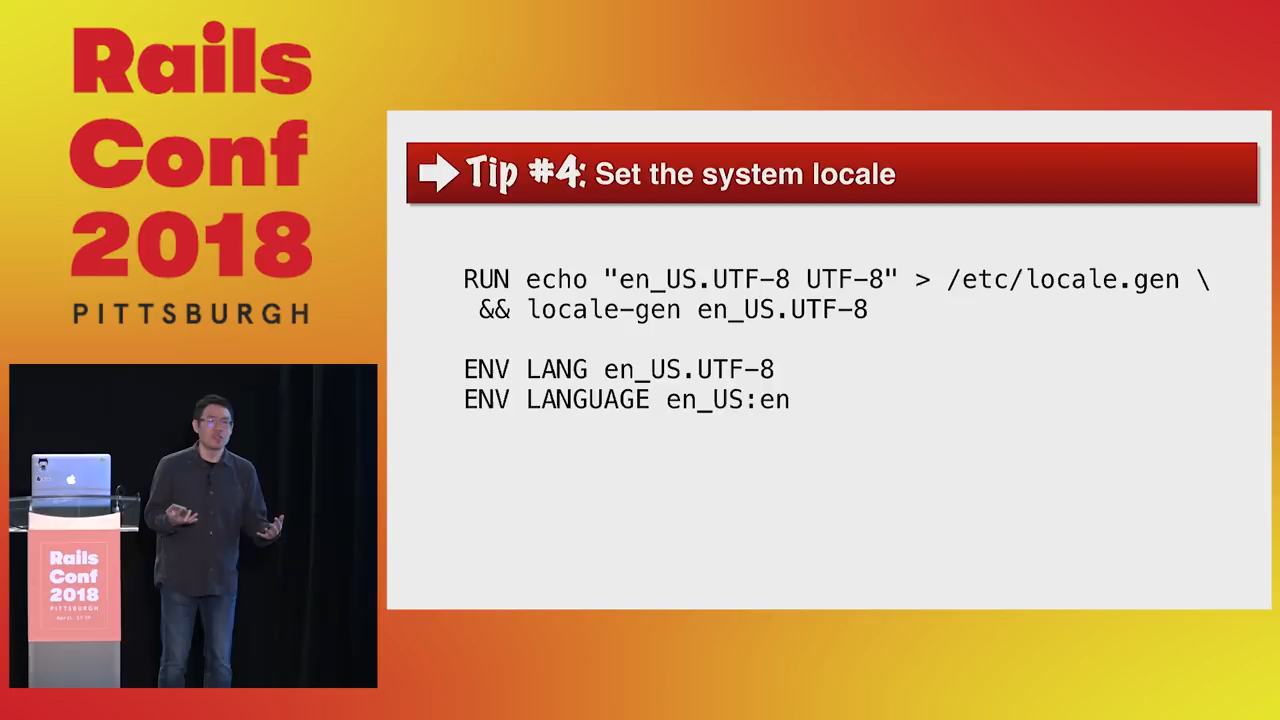 Rails
Conf
2018
PITTSBURGH
Tip #4: Set the system locale
RUN echo "en_US.UTF-8 UTF-8" > /etc/locale.gen \
&& locale-gen en_US.UTF-8
ENV LANG en_US.UTF-8
ENV LANGUAGE en_US:en
Rails
Conf
2018
PITTSBURGH